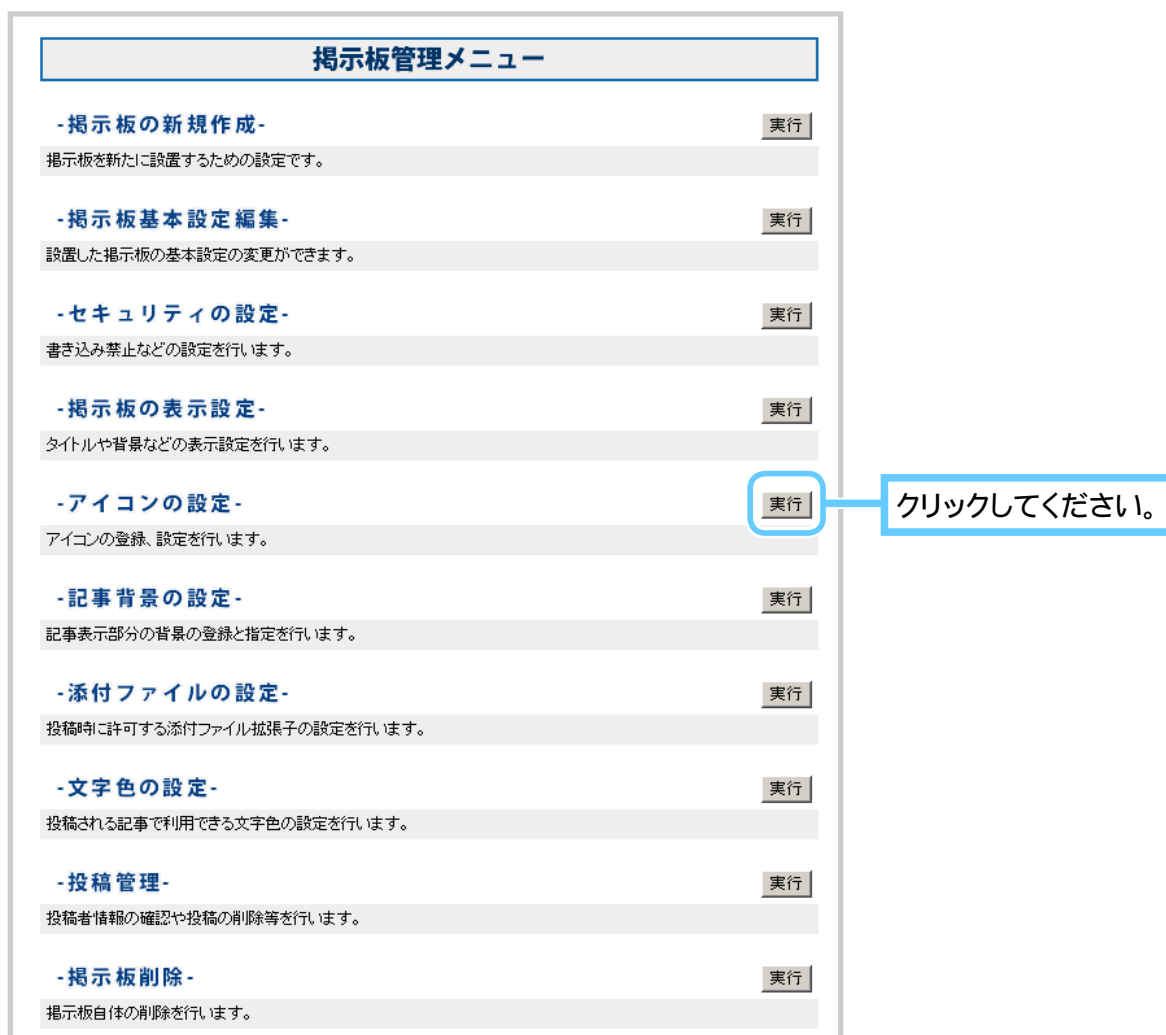 掲示板管理メニュー
-掲示板の新規作成- 実行
掲示板を新たに設置するための設定です。
-掲示板基本設定編集- 実行
設置した掲示板の基本設定の変更ができます。
-セキュリティの設定- 実行
書き込み禁止などの設定を行います。
-掲示板の表示設定- 実行
タイトルや背景などの表示設定を行います。
-アイコンの設定- 実行 クリックしてください。
アイコンの登録、設定を行います。
-記事背景の設定- 実行
記事表示部分の背景の登録と指定を行います。
-添付ファイルの設定- 実行
投稿時に許可する添付ファイル拡張子の設定を行います。
-文字色の設定- 実行
投稿される記事で利用できる文字色の設定を行います。
-投稿管理- 実行
投稿者情報の確認や投稿の削除等を行います。
-掲示板削除- 実行
掲示板自体の削除を行います。